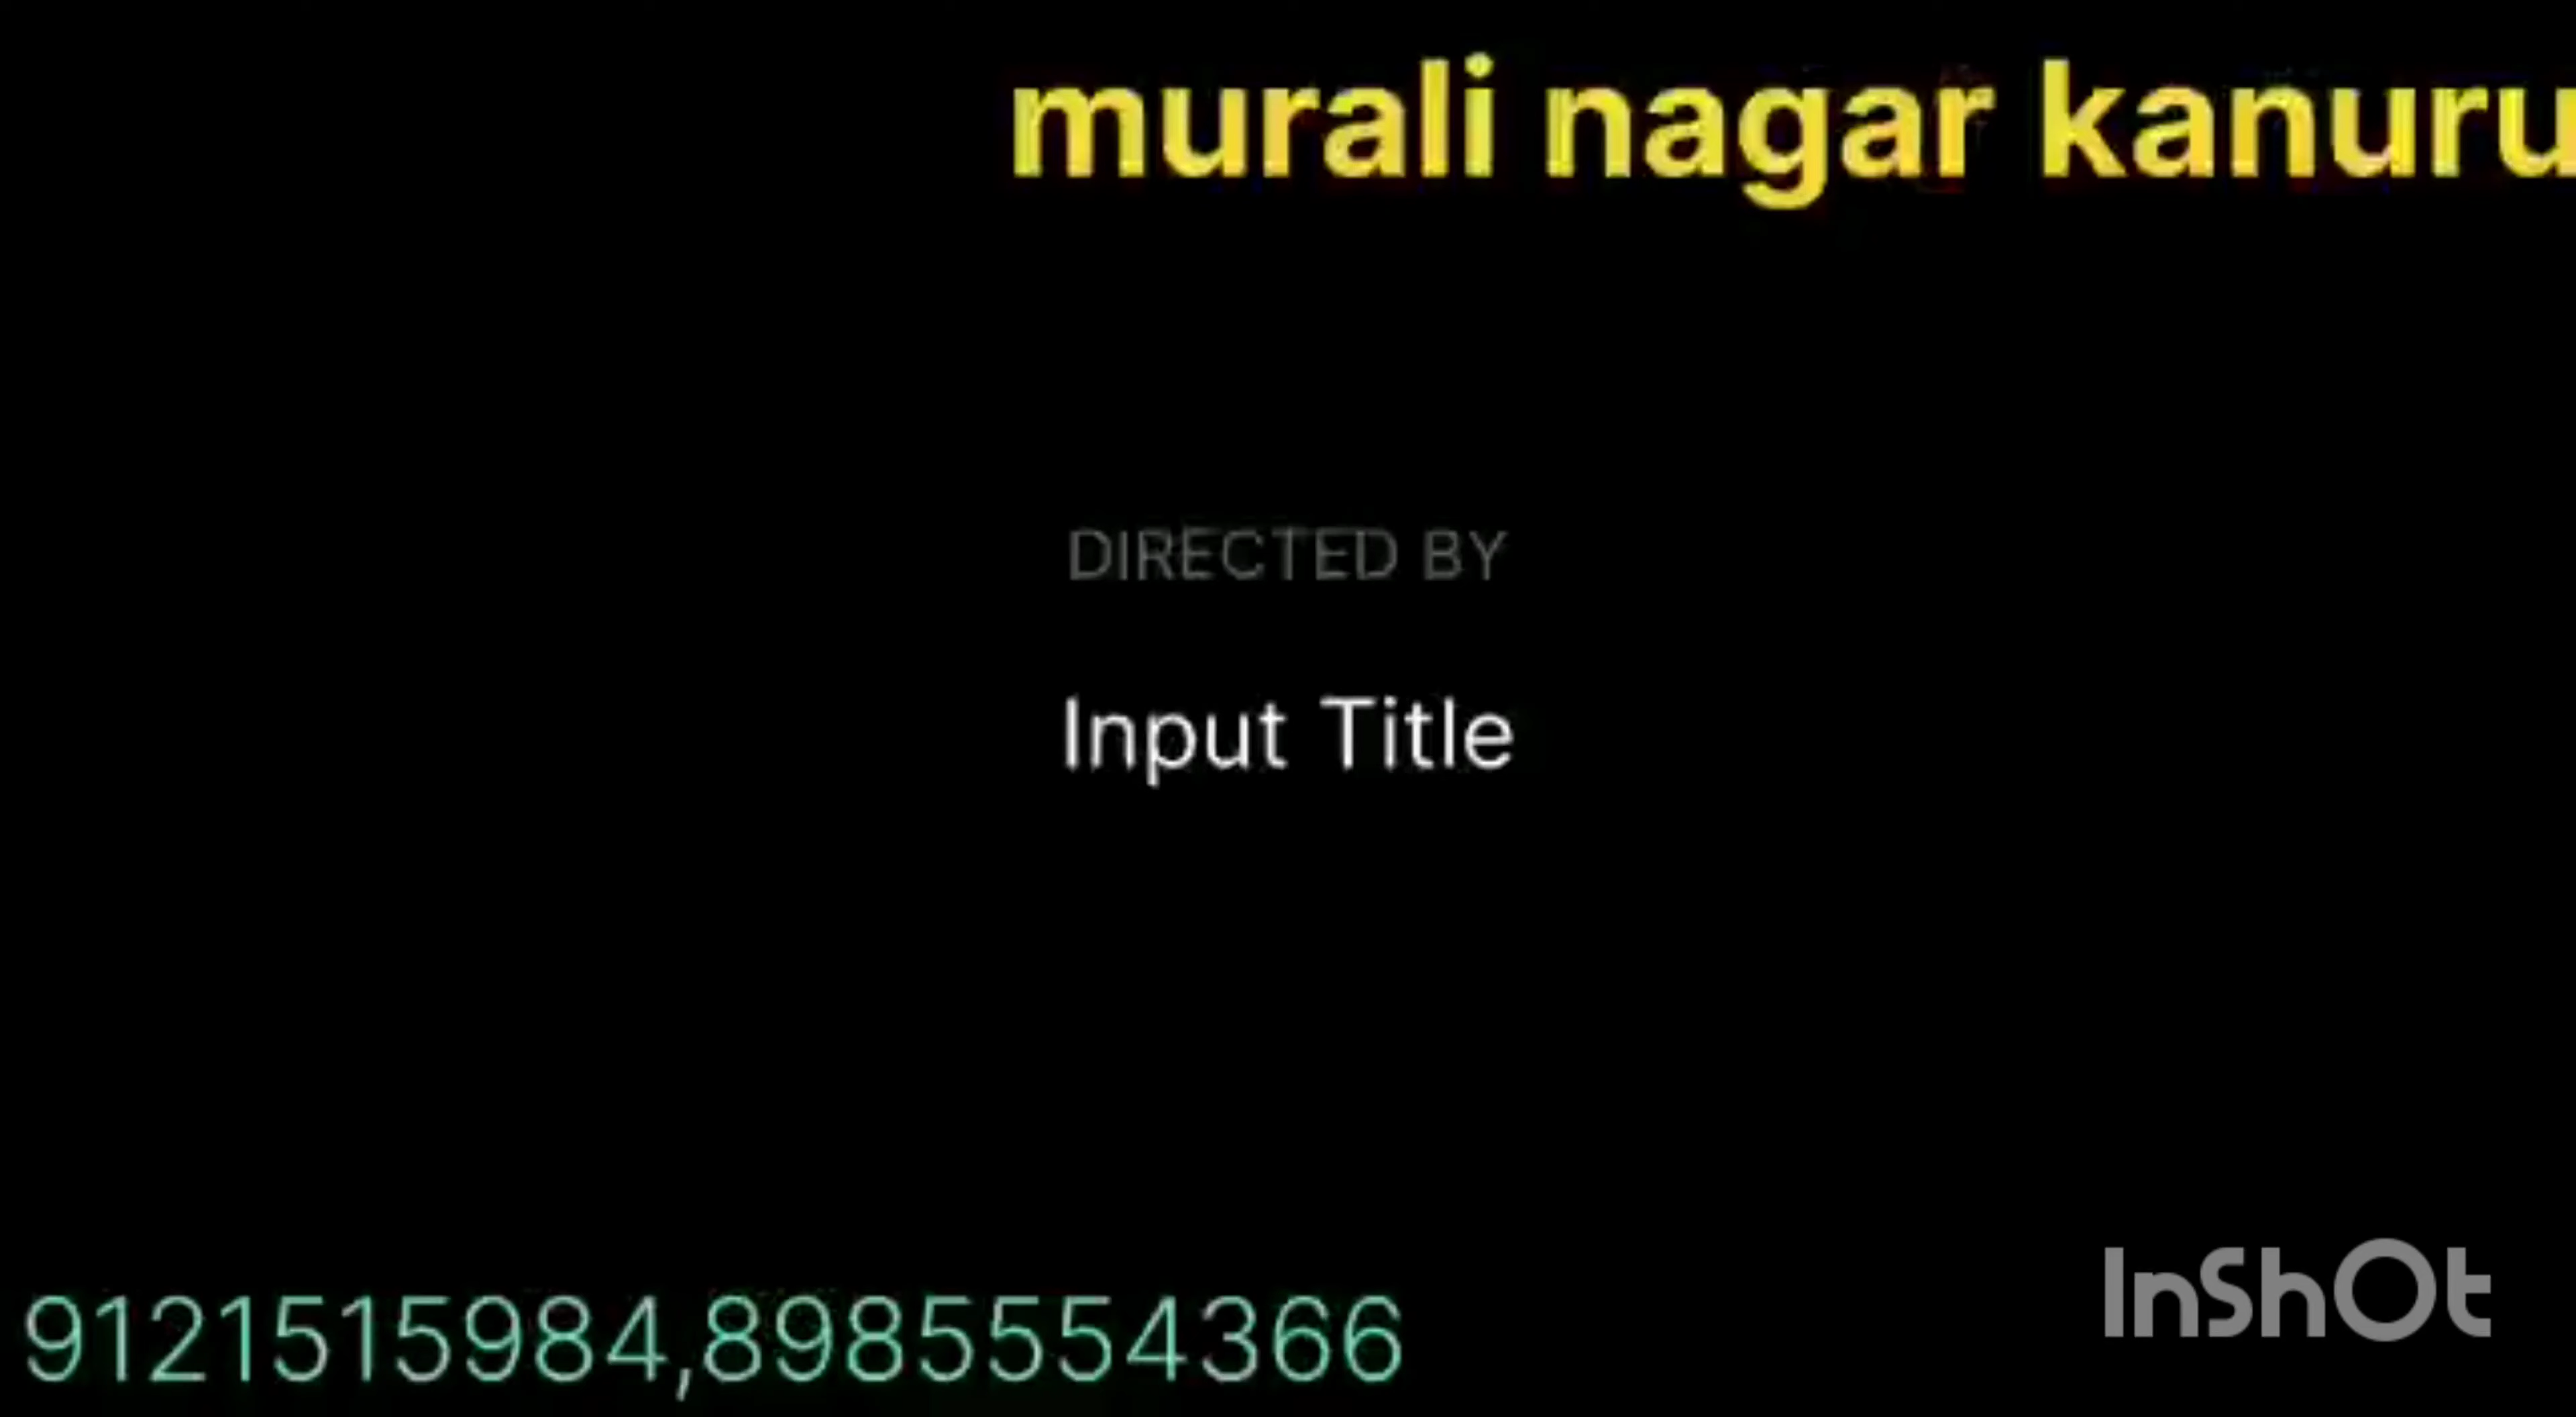 murali nagar kanuru
DIRECTED BY
Input Title
InShOt
9121515984,8985554366